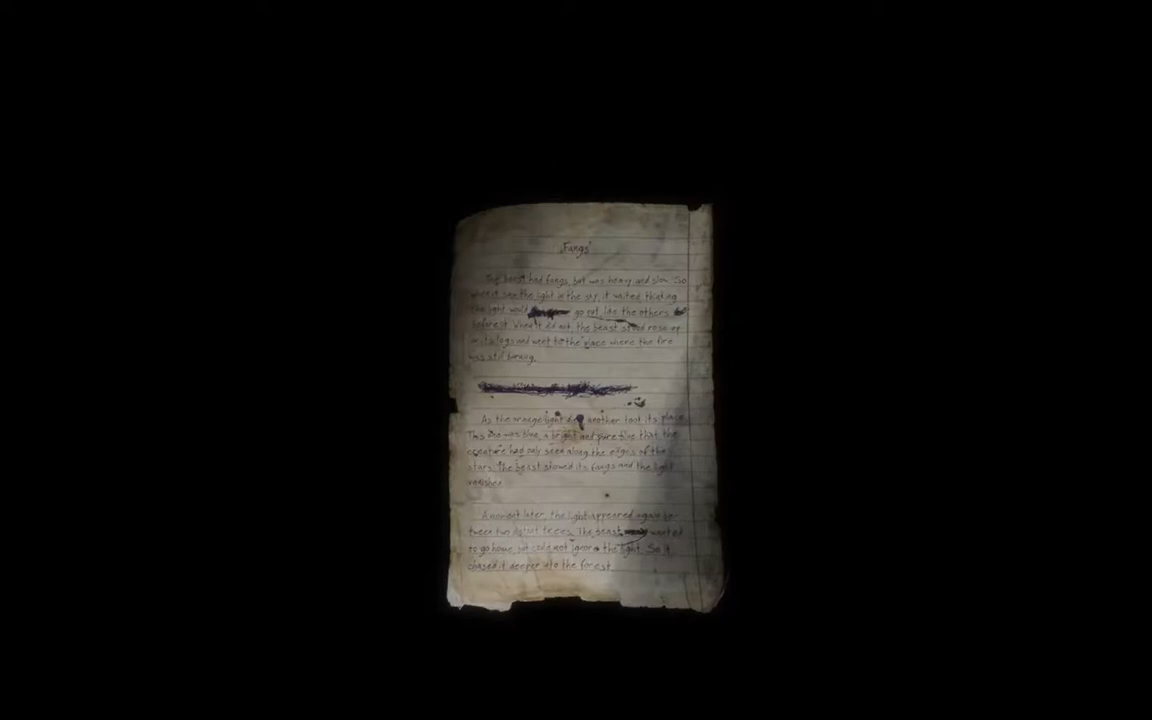 "Fangs"
The beast had fangs, but was heavy and slow. So
when it saw the light in the sky, it waited, thinking
the light would go out like the others
before it. When it did not, the beast stood rose up
on its legs and went to the place where the fire
was still burning.
As the orange light died another took its place.
This one was blue, a bright and pure blue that the
creature had only seen along the edges of the
stars. The beast showed its fangs and the light
vanished
A moment later, the light appeared again be-
tween two distant trees. The beast wanted
to go home, but could not ignore the light. So it
chased it deeper into the forest